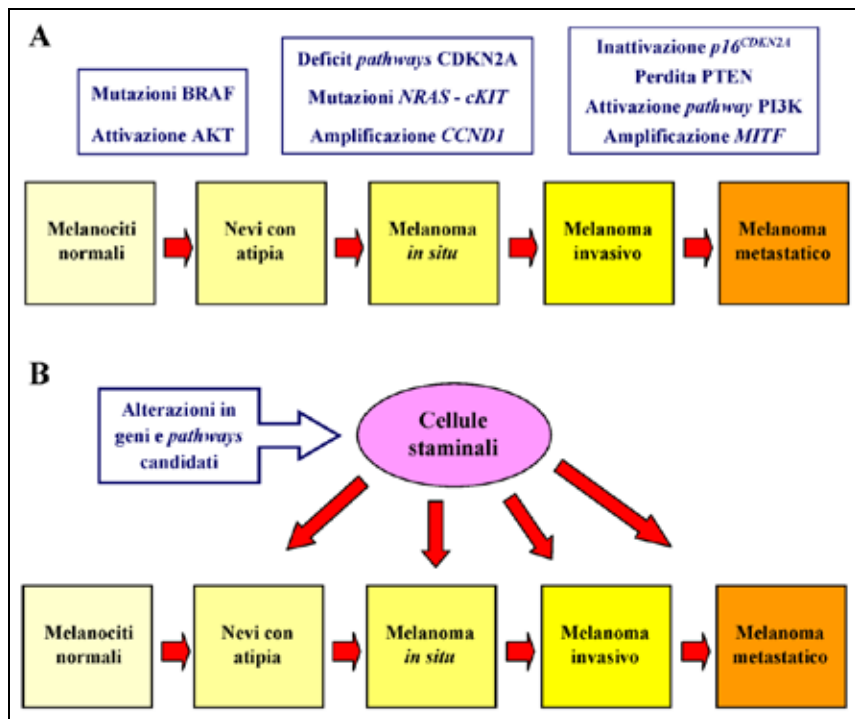 A
Mutazioni BRAF
Attivazione AKT
Deficit pathways CDKN2A
Mutazioni NRAS - cKIT
Amplificazione CCND1
Inattivazione p16^CDKN2A
Perdita PTEN
Attivazione pathway PI3K
Amplificazione MITF
Melanociti
normali
Nevi con
atipia
Melanoma
in situ
Melanoma
invasivo
Melanoma
metastatico
B
Alterazioni in
geni e pathways
candidati
Cellule
staminali
Melanociti
normali
Nevi con
atipia
Melanoma
in situ
Melanoma
invasivo
Melanoma
metastatico